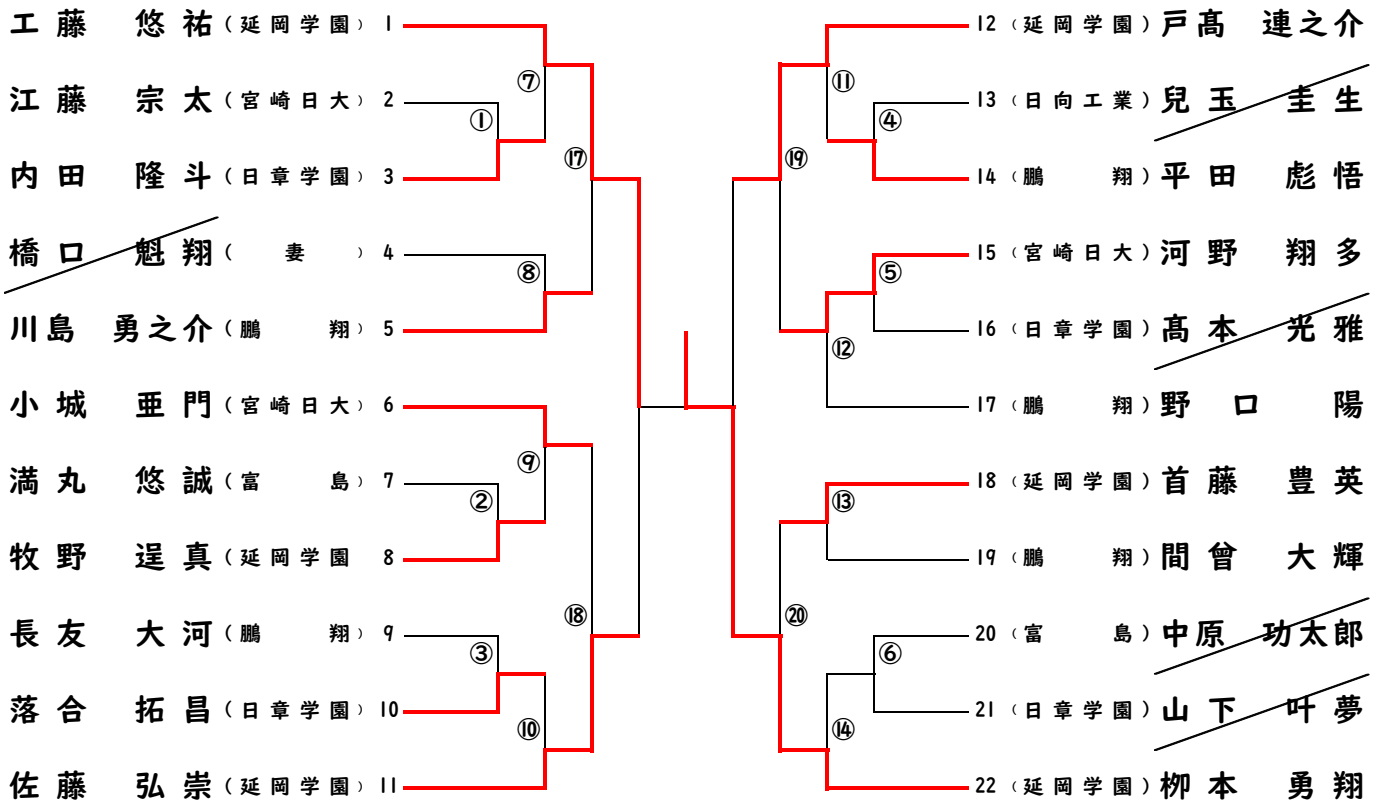 工藤 悠祐(延岡学園) 1
⑦
江藤 宗太(宮崎日大) 2
①
内田 隆斗(日章学園) 3
⑰
橋口 魁翔(妻) 4
⑧
川島 勇之介(鵬翔) 5
小城 亜門(宮崎日大) 6
⑨
満丸 悠誠(富島) 7
②
牧野 逞真(延岡学園 8
⑱
長友 大河(鵬翔) 9
③
落合 拓昌(日章学園) 10
⑩
佐藤 弘崇(延岡学園) 11
12 (延岡学園) 戸髙 連之介
⑪
13 (日向工業) 兒玉 圭生
④
⑲
14 (鵬翔) 平田 彪悟
15 (宮崎日大) 河野 翔多
⑤
16 (日章学園) 髙本 光雅
⑫
17 (鵬翔) 野口 陽
18 (延岡学園) 首藤 豊英
⑬
19 (鵬翔) 間曾 大輝
⑳
20 (富島) 中原 功太郎
⑥
21 (日章学園) 山下 叶夢
⑭
22 (延岡学園) 栁本 勇翔